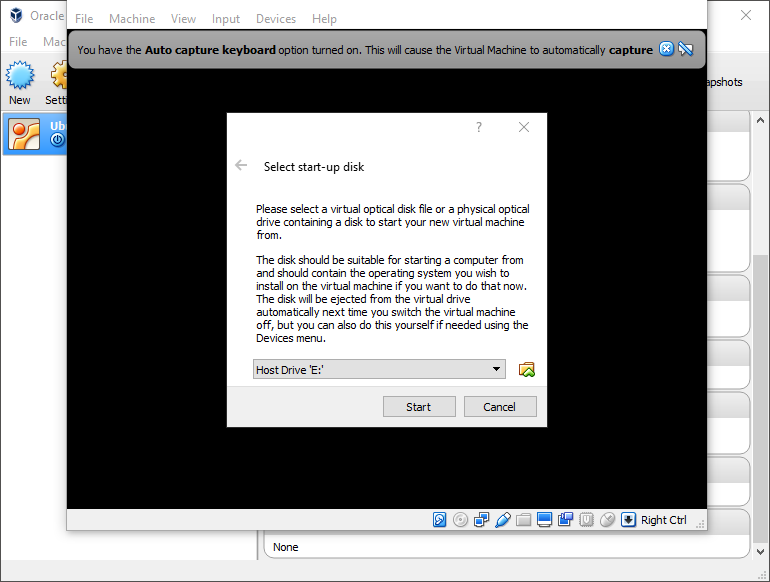 Oracle
File Machine View Input Devices Help
File Mac
You have the Auto capture keyboard option turned on. This will cause the Virtual Machine to automatically capture
New Setti
apshots
Ubu
?
Select start-up disk
Please select a virtual optical disk file or a physical optical
drive containing a disk to start your new virtual machine
from.
The disk should be suitable for starting a computer from
and should contain the operating system you wish to
install on the virtual machine if you want to do that now.
The disk will be ejected from the virtual drive
automatically next time you switch the virtual machine
off, but you can also do this yourself if needed using the
Devices menu.
Host Drive 'E:'
Start Cancel
Right Ctrl
None